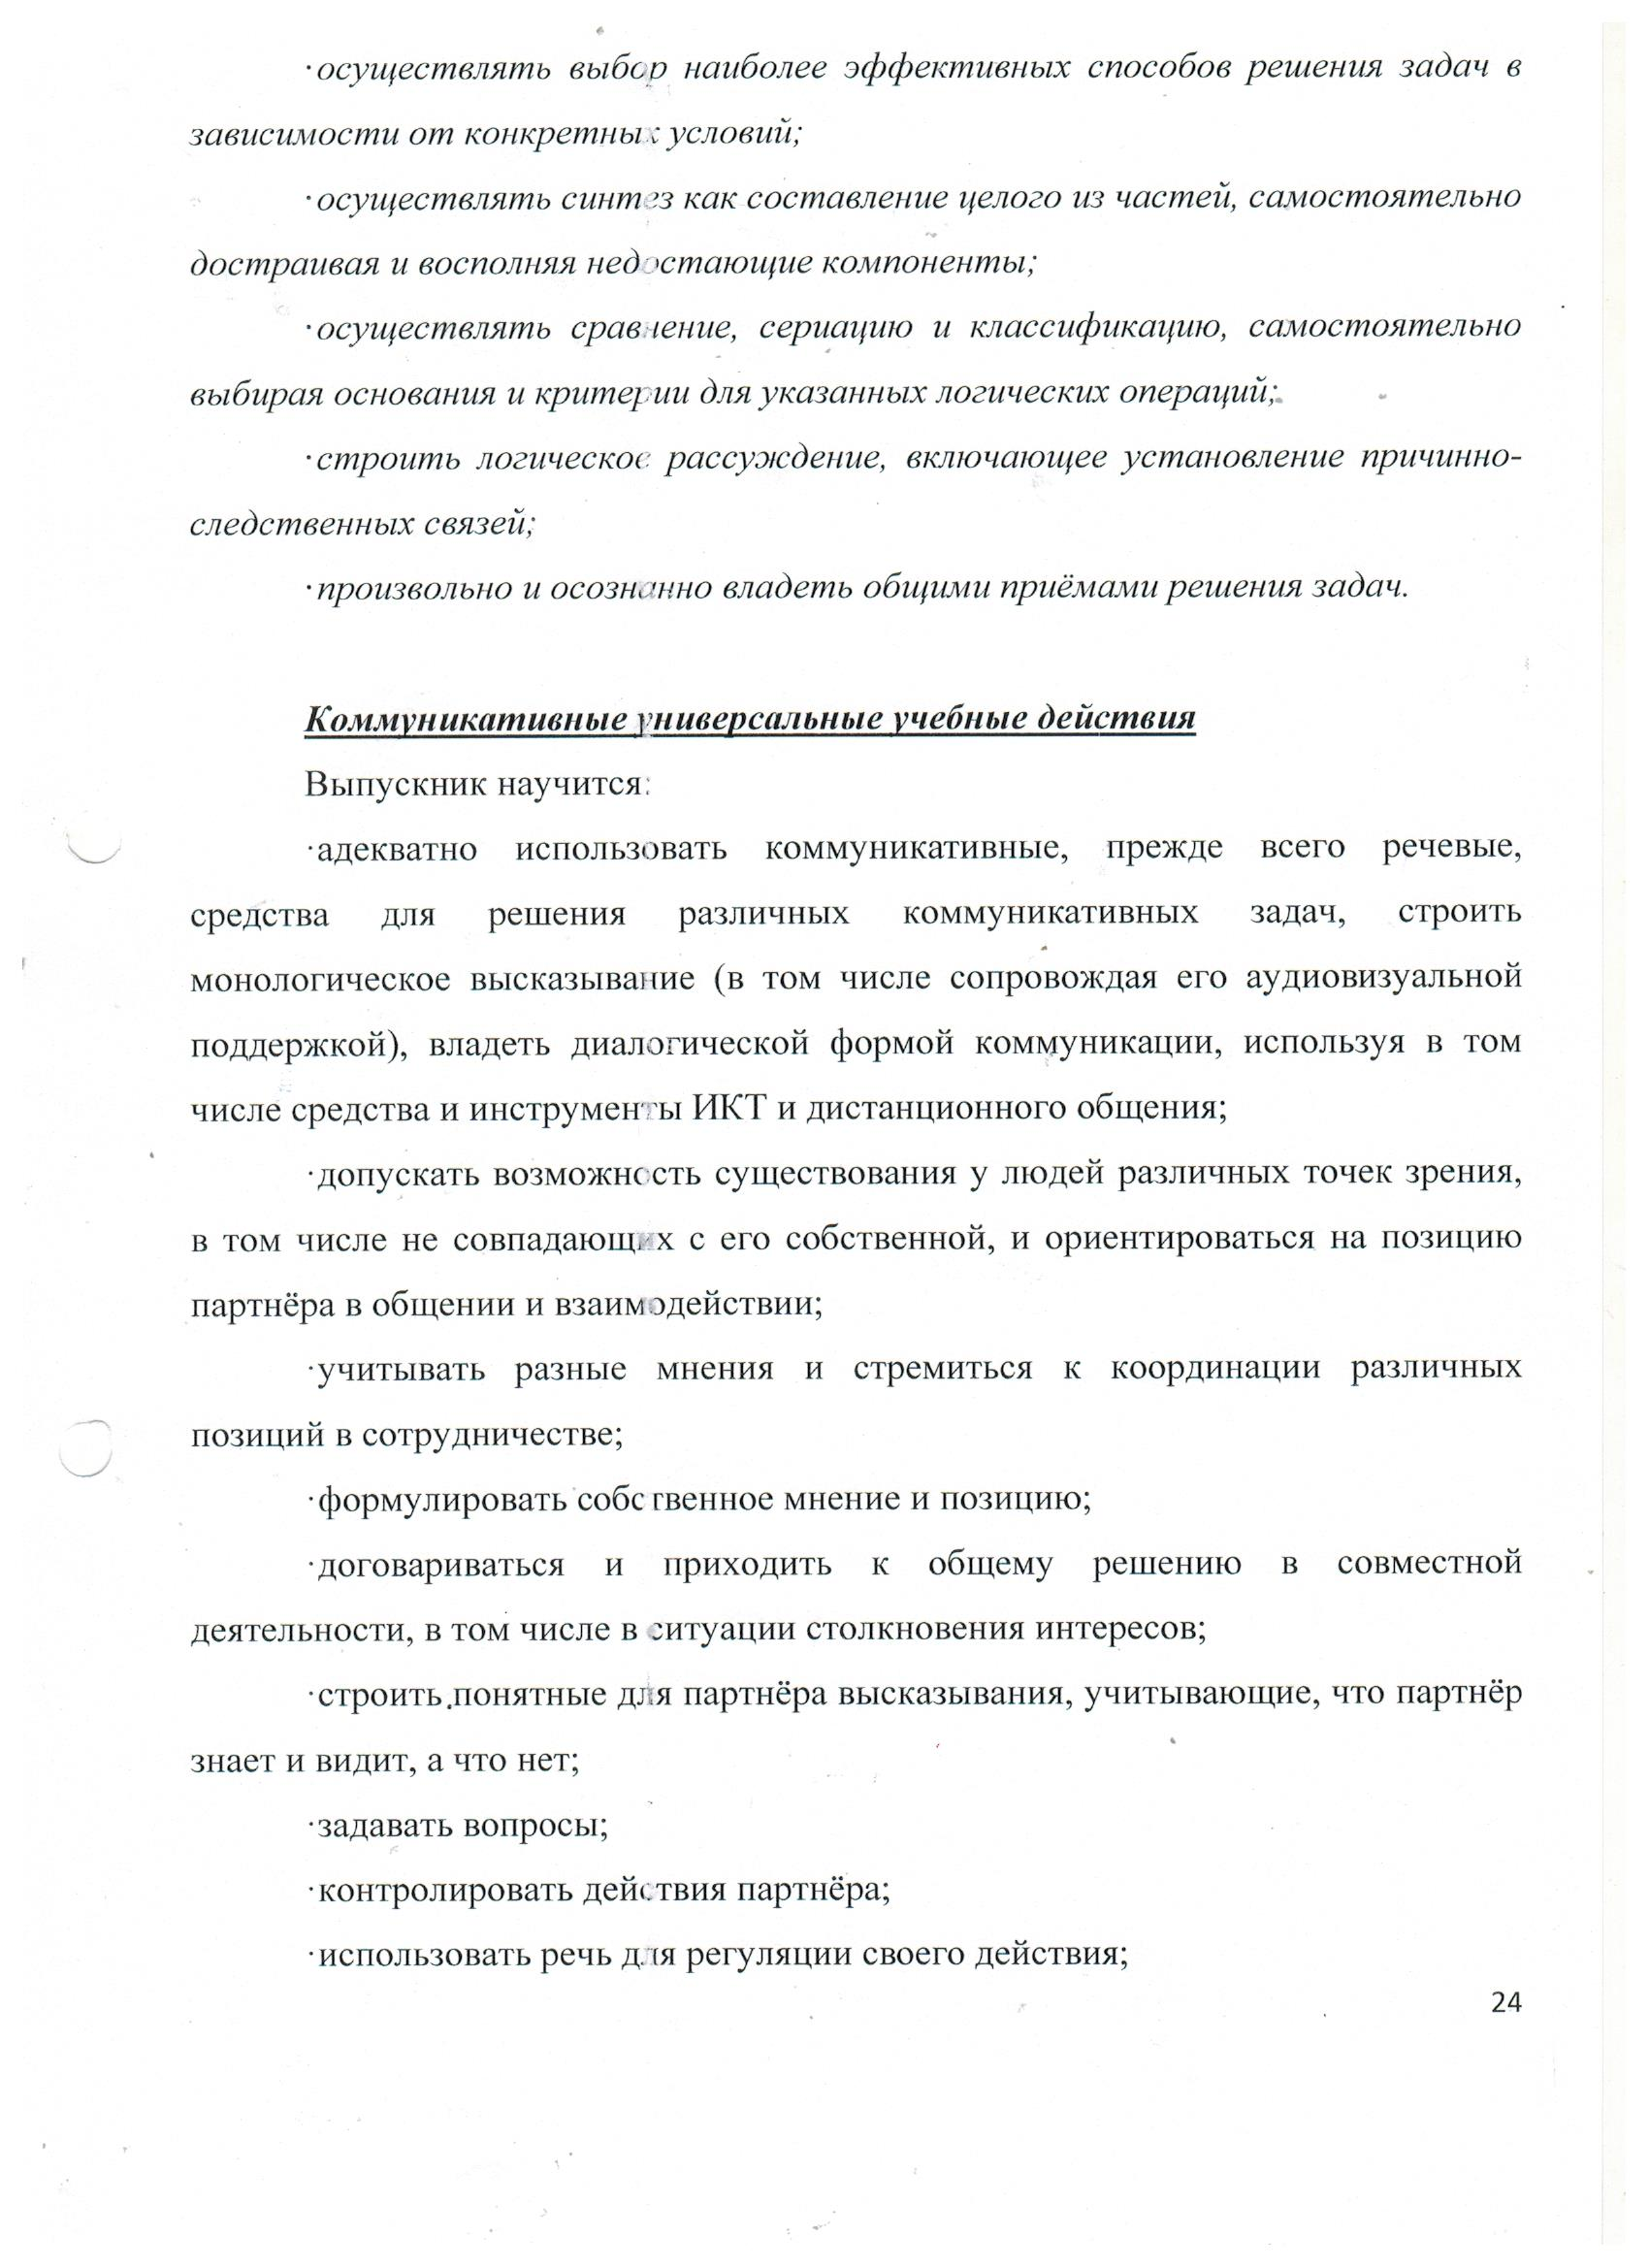 ·осуществлять выбор наиболее эффективных способов решения задач в
зависимости от конкретных условий;
·осуществлять синтез как составление целого из частей, самостоятельно
достраивая и восполняя недостающие компоненты;
·осуществлять сравнение, сериацию и классификацию, самостоятельно
выбирая основания и критерии для указанных логических операций;
·строить логическое рассуждение, включающее установление причинно-
следственных связей;
·произвольно и осознанно владеть общими приёмами решения задач.
Коммуникативные универсальные учебные действия
Выпускник научится:
·адекватно использовать коммуникативные, прежде всего речевые,
средства для решения различных коммуникативных задач, строить
монологическое высказывание (в том числе сопровождая его аудиовизуальной
поддержкой), владеть диалогической формой коммуникации, используя в том
числе средства и инструменты ИКТ и дистанционного общения;
·допускать возможность существования у людей различных точек зрения,
в том числе не совпадающих с его собственной, и ориентироваться на позицию
партнёра в общении и взаимодействии;
·учитывать разные мнения и стремиться к координации различных
позиций в сотрудничестве;
·формулировать собственное мнение и позицию;
·договариваться и приходить к общему решению в совместной
деятельности, в том числе в ситуации столкновения интересов;
·строить понятные для партнёра высказывания, учитывающие, что партнёр
знает и видит, а что нет;
·задавать вопросы;
·контролировать действия партнёра;
·использовать речь для регуляции своего действия;
24